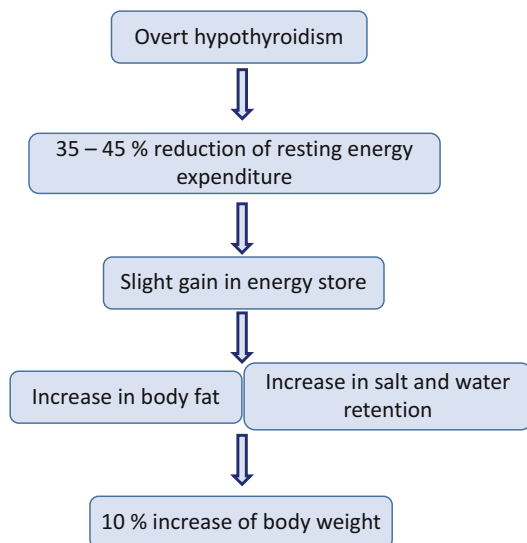 Overt hypothyroidism
35 – 45 % reduction of resting energy
expenditure
Slight gain in energy store
Increase in body fat
Increase in salt and water
retention
10 % increase of body weight